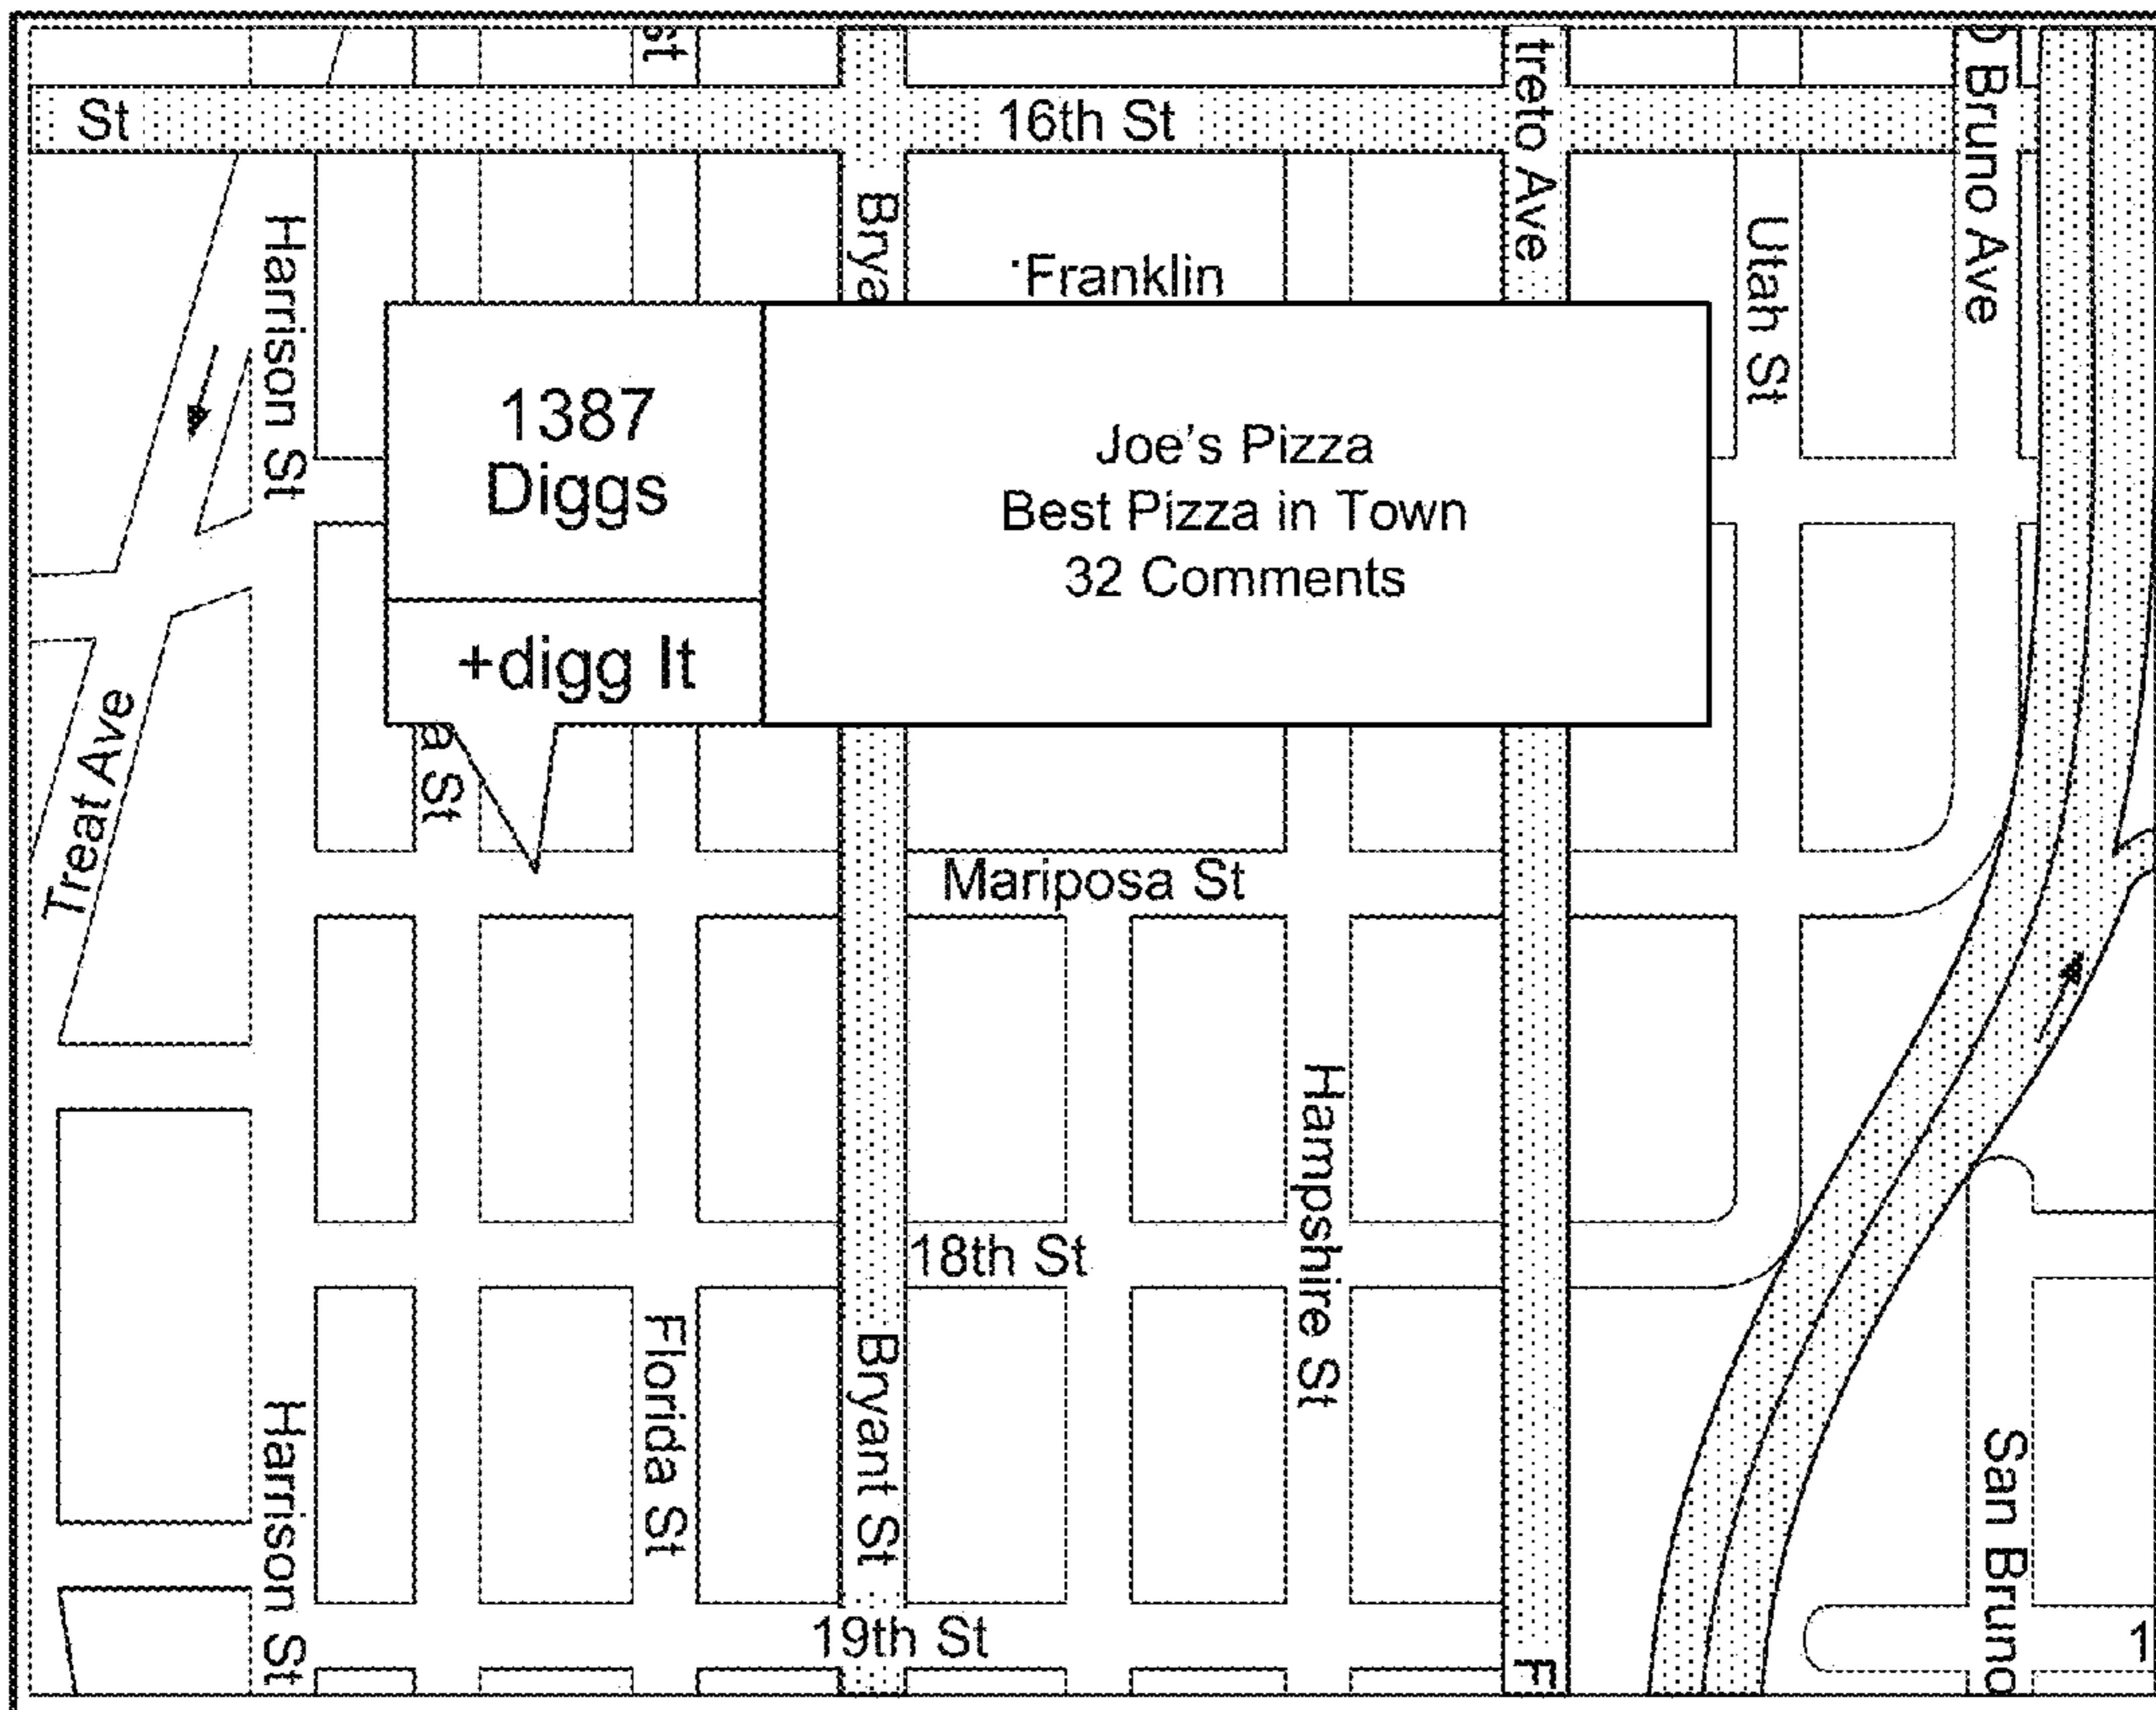 St
St
16th St
treto Ave
Bruno Ave
Harrison St
Brya
Franklin
Utah St
1387
Diggs
Joe's Pizza
Best Pizza in Town
32 Comments
+digg It
Treat Ave
a St
Mariposa St
Hampshire St
18th St
Florida St
Bryant St
Harrison St
San Bruno
19th St
F
1